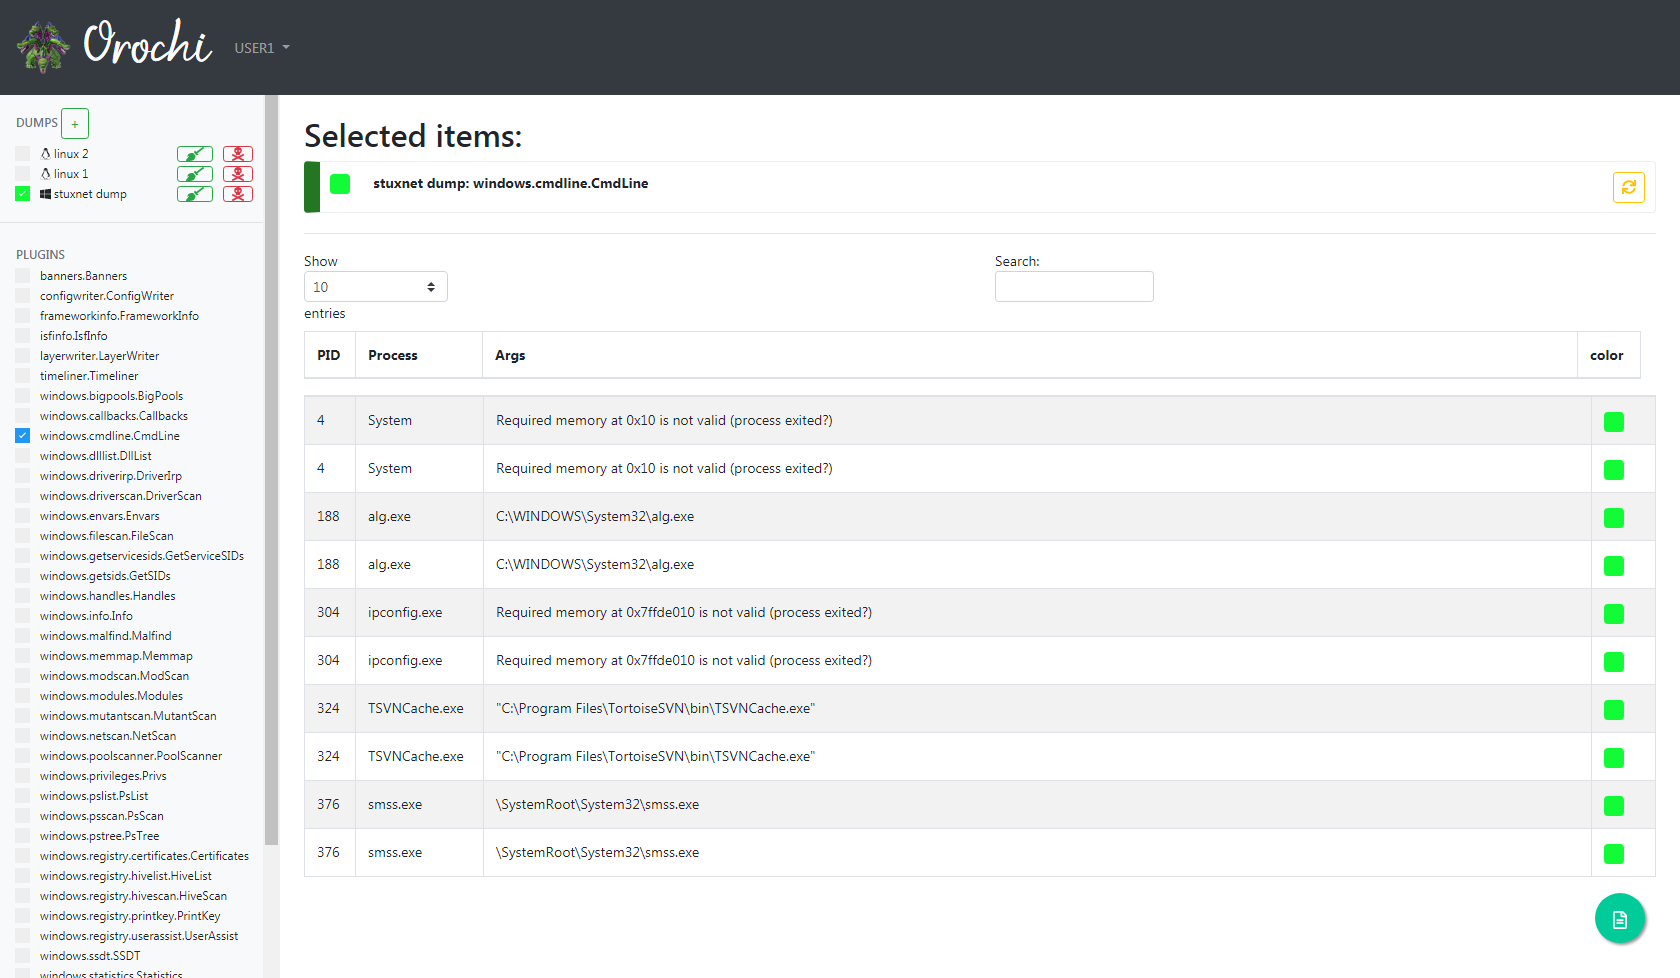 Orochi
USER1
DUMPS +
linux 2
linux 1
stuxnet dump
PLUGINS
banners.Banners
configwriter.ConfigWriter
frameworkinfo.FrameworkInfo
isfinfo.IsfInfo
layerwriter.LayerWriter
timeliner.Timeliner
windows.bigpools.BigPools
windows.callbacks.Callbacks
windows.cmdline.CmdLine
windows.dlllist.DllList
windows.driverirp.DriverIrp
windows.driverscan.DriverScan
windows.envars.Envars
windows.filescan.FileScan
windows.getservicesids.GetServiceSIDs
windows.getsids.GetSIDs
windows.handles.Handles
windows.info.Info
windows.malfind.Malfind
windows.memmap.Memmap
windows.modscan.ModScan
windows.modules.Modules
windows.mutantscan.MutantScan
windows.netscan.NetScan
windows.poolscanner.PoolScanner
windows.privileges.Privs
windows.pslist.PsList
windows.psscan.PsScan
windows.pstree.PsTree
windows.registry.certificates.Certificates
windows.registry.hivelist.HiveList
windows.registry.hivescan.HiveScan
windows.registry.printkey.PrintKey
windows.registry.userassist.UserAssist
windows.ssdt.SSDT
windows.statistics.Statistics
Selected items:
stuxnet dump: windows.cmdline.CmdLine
Show
10
entries
Search:
PID Process Args color
4 System Required memory at 0x10 is not valid (process exited?)
4 System Required memory at 0x10 is not valid (process exited?)
188 alg.exe C:\WINDOWS\System32\alg.exe
188 alg.exe C:\WINDOWS\System32\alg.exe
304 ipconfig.exe Required memory at 0x7ffde010 is not valid (process exited?)
304 ipconfig.exe Required memory at 0x7ffde010 is not valid (process exited?)
324 TSVNCache.exe "C:\Program Files\TortoiseSVN\bin\TSVNCache.exe"
324 TSVNCache.exe "C:\Program Files\TortoiseSVN\bin\TSVNCache.exe"
376 smss.exe \SystemRoot\System32\smss.exe
376 smss.exe \SystemRoot\System32\smss.exe